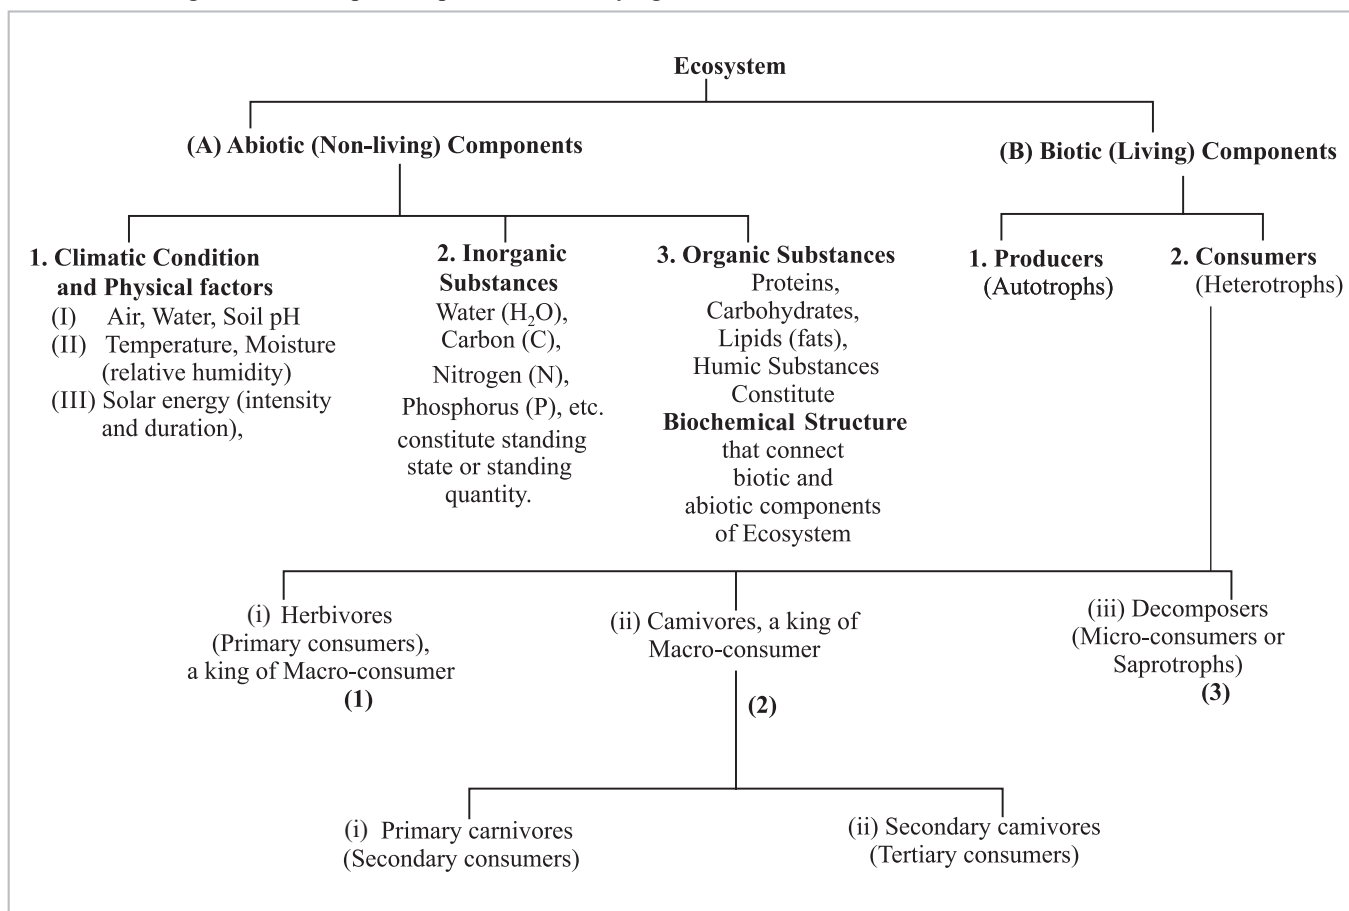 Ecosystem
(A) Abiotic (Non-living) Components
(B) Biotic (Living) Components
1. Climatic Condition
and Physical factors
(I) Air, Water, Soil pH
(II) Temperature, Moisture
(relative humidity)
(III) Solar energy (intensity
and duration),
2. Inorganic
Substances
Water (H₂O),
Carbon (C),
Nitrogen (N),
Phosphorus (P), etc.
constitute standing
state or standing
quantity.
3. Organic Substances
Proteins,
Carbohydrates,
Lipids (fats),
Humic Substances
Constitute
Biochemical Structure
that connect
biotic and
abiotic components
of Ecosystem
1. Producers
(Autotrophs)
2. Consumers
(Heterotrophs)
(i) Herbivores
(Primary consumers),
a king of Macro-consumer
(1)
(ii) Camivores, a king of
Macro-consumer
(2)
(iii) Decomposers
(Micro-consumers or
Saprotrophs)
(3)
(i) Primary carnivores
(Secondary consumers)
(ii) Secondary camivores
(Tertiary consumers)